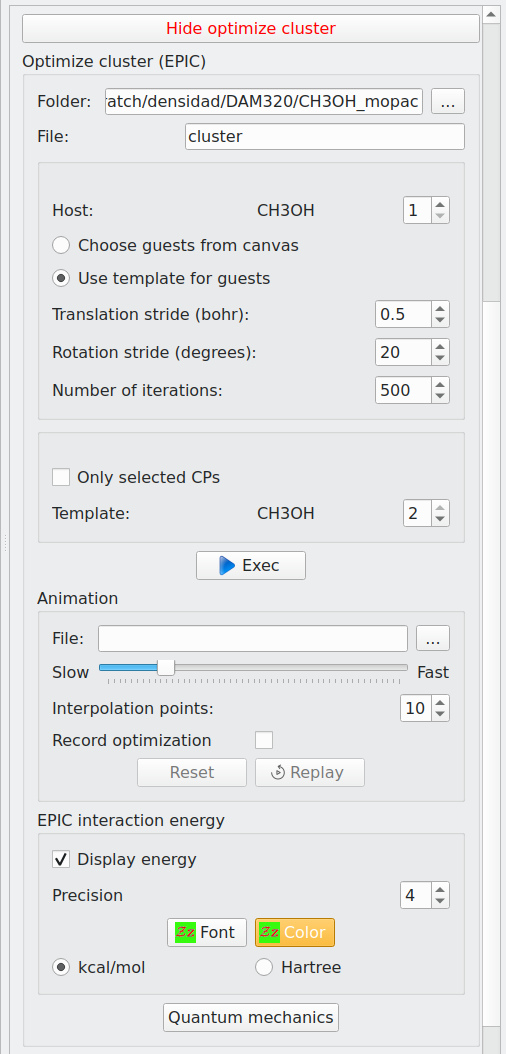 Hide optimize cluster
Optimize cluster (EPIC)
Folder: ratch/densidad/DAM320/CH3OH_mopac ...
File: cluster
Host: CH3OH 1
Choose guests from canvas
Use template for guests
Translation stride (bohr): 0.5
Rotation stride (degrees): 20
Number of iterations: 500
Only selected CPs
Template: CH3OH 2
Exec
Animation
File: ...
Slow Fast
Interpolation points: 10
Record optimization
Reset Replay
EPIC interaction energy
Display energy
Precision 4
Zz Font Zz Color
kcal/mol Hartree
Quantum mechanics